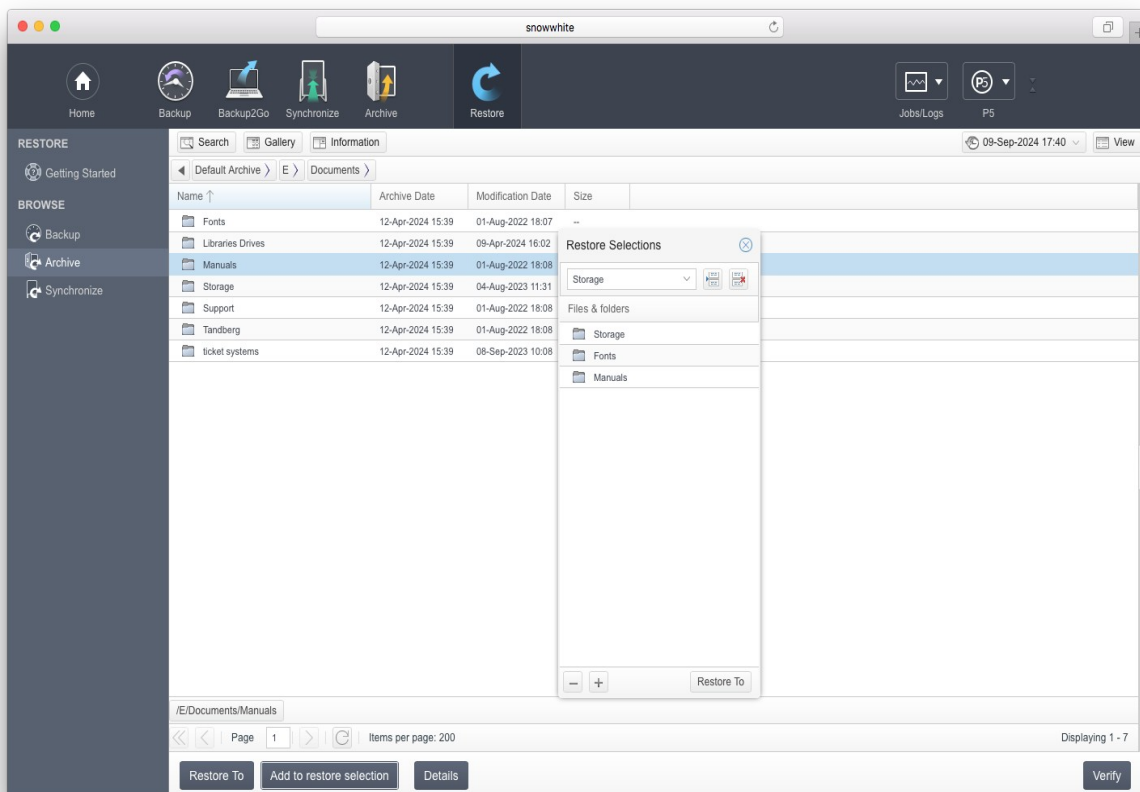 snowwhite
Home
Backup
Backup2Go
Synchronize
Archive
Restore
Jobs/Logs
P5
P5
RESTORE
Getting Started
BROWSE
Backup
Archive
Synchronize
Search
Gallery
Information
09-Sep-2024 17:40
View
Default Archive
E
Documents
Name Archive Date Modification Date Size
Fonts 12-Apr-2024 15:39 01-Aug-2022 18:07 --
Libraries Drives 12-Apr-2024 15:39 09-Apr-2024 16:02
Manuals 12-Apr-2024 15:39 01-Aug-2022 18:08
Storage 12-Apr-2024 15:39 04-Aug-2023 11:31
Support 12-Apr-2024 15:39 01-Aug-2022 18:08
Tandberg 12-Apr-2024 15:39 01-Aug-2022 18:08
ticket systems 12-Apr-2024 15:39 08-Sep-2023 10:08
Restore Selections
Storage
Files & folders
Storage
Fonts
Manuals
Restore To
/E/Documents/Manuals
Page 1 Items per page: 200 Displaying 1 - 7
Restore To
Add to restore selection
Details
Verify